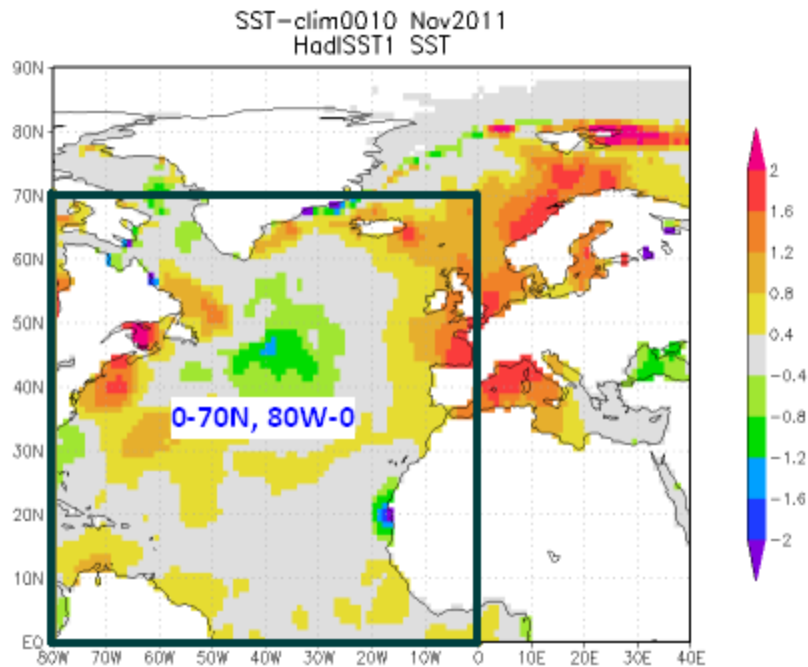 SST-clim0010 Nov2011
HadISST1 SST
90N
80N
70N
60N
50N
40N
30N
20N
10N
EQ
0-70N, 80W-0
80W 70W 60W 50W 40W 30W 20W 10W 0 10E 20E 30E 40E
2
1.6
1.2
0.8
0.4
-0.4
-0.8
-1.2
-1.6
-2